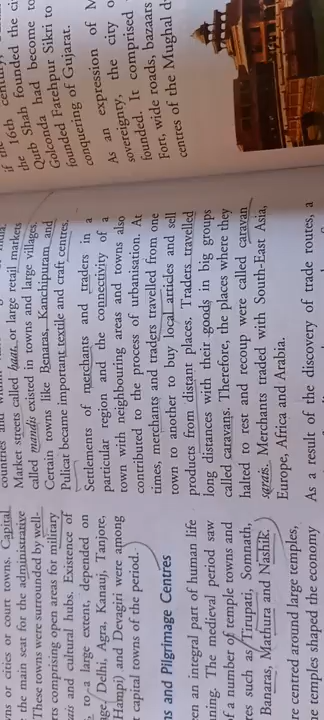 ns or cities or court towns. Capital
the main seat for the administrative
These towns were surrounded by well-
rts comprising open areas for military
and cultural hubs. Existence of
to a large extent, depended on
Delhi, Agra, Kanauj, Tanjore,
Hampi) and Devagiri were among
capital towns of the period.
ns and Pilgrimage Centres
en an integral part of human life
nning. The medieval period saw
f a number of temple towns and
es such as Tirupati, Somnath,
Banaras, Mathura and Nashik,
re centred around large temples,
e temples shaped the economy
Market streets called haats or large retail markets
called mandis existed in towns and large villages.
Certain towns like Benaras, Kanchipuram and
Pulicat became important textile and craft centres.
Settlements of merchants and traders in a
particular region and the connectivity of a
town with neighbouring areas and towns also
contributed to the process of urbanisation. At
times, merchants and traders travelled from one
town to another to buy local articles and sell
products from distant places. Traders travelled
long distances with their goods in big groups
called caravans. Therefore, the places where they
halted to rest and recoup were called caravan
sarais. Merchants traded with South-East Asia,
Europe, Africa and Arabia.
As a result of the discovery of trade routes, a
the 16th century,
Qutb Shah founded the ci
Golconda had become to
founded Fatehpur Sikri to
conquering of Gujarat.
As an expression of M
sovereignty, the city o
founded. It comprised
Fort, wide roads, bazaars
centres of the Mughal d